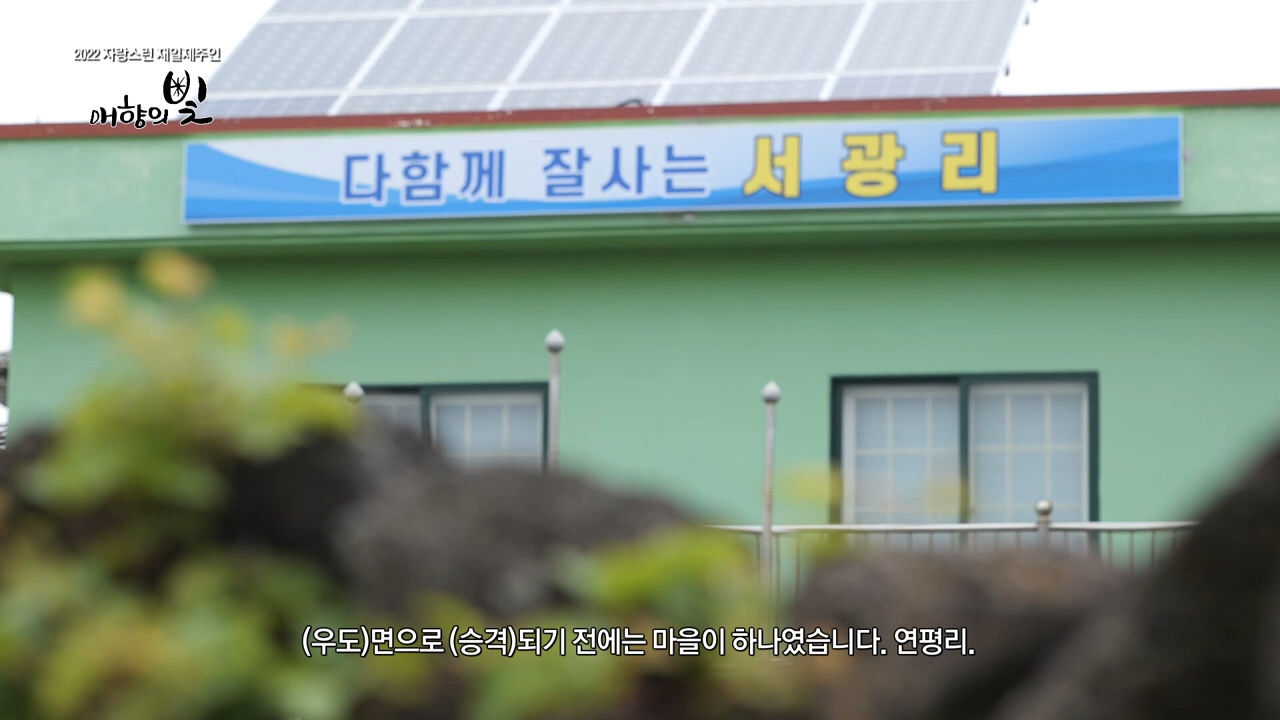 2022 자랑스런 재일제주인
애향의 빛
다함께 잘사는 서광리
(우도)면으로 (승격)되기 전에는 마을이 하나였습니다. 연평리.